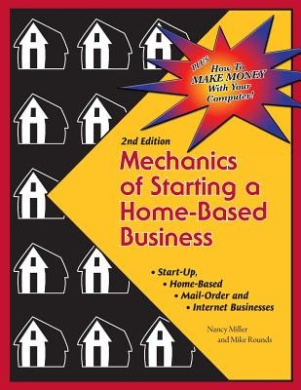 PLUS
How To
MAKE MONEY
With Your
Computer!
2nd Edition
Mechanics
of Starting a
Home-Based
Business
• Start-Up,
• Home-Based
• Mail-Order and
• Internet Businesses
Nancy Miller
and Mike Rounds